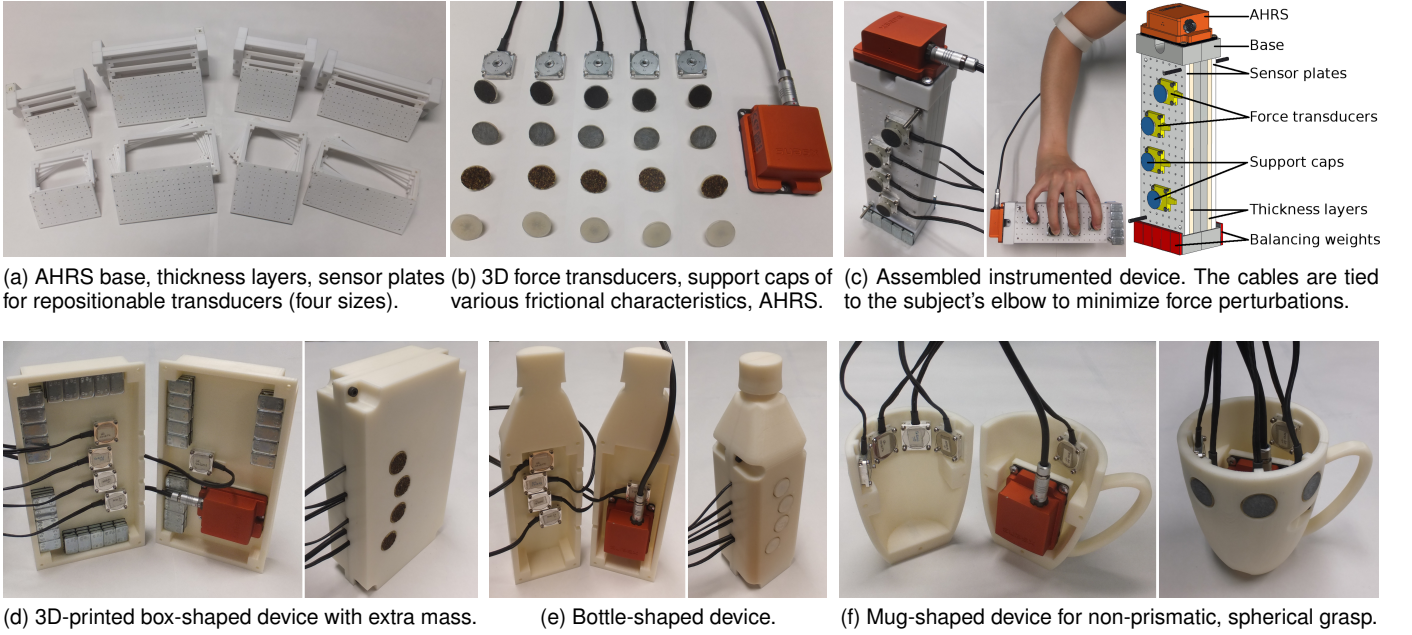 AHRS
Base
Sensor plates
Force transducers
Support caps
Thickness layers
Balancing weights
(a) AHRS base, thickness layers, sensor plates
for repositionable transducers (four sizes).
(b) 3D force transducers, support caps of
various frictional characteristics, AHRS.
(c) Assembled instrumented device. The cables are tied
to the subject's elbow to minimize force perturbations.
(d) 3D-printed box-shaped device with extra mass.
(e) Bottle-shaped device.
(f) Mug-shaped device for non-prismatic, spherical grasp.